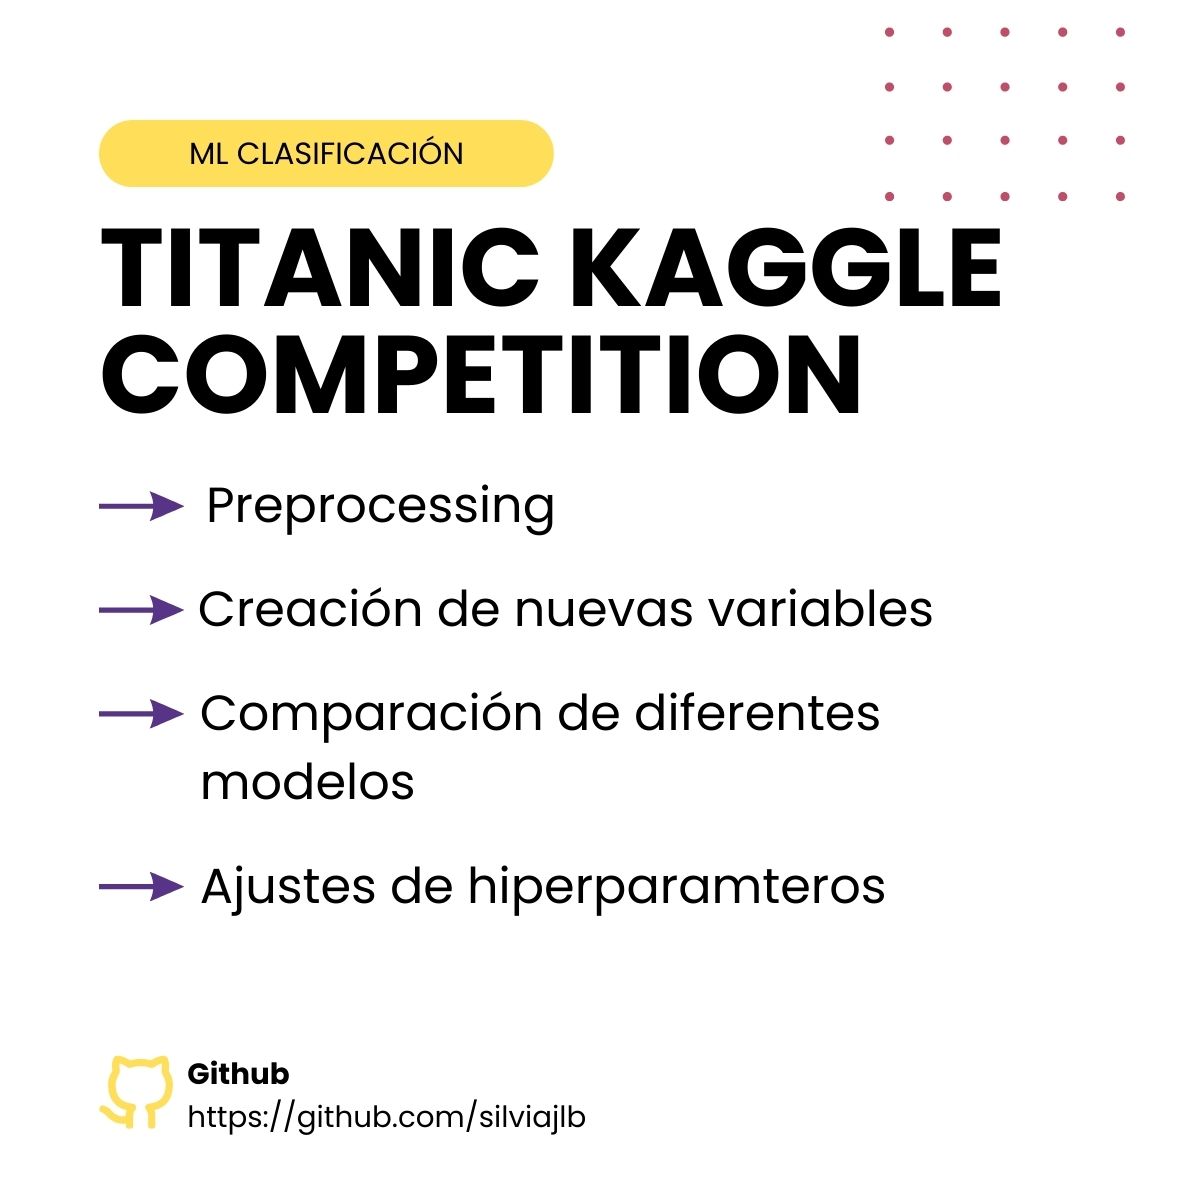 ML CLASIFICACIÓN
TITANIC KAGGLE
COMPETITION
Preprocessing
Creación de nuevas variables
Comparación de diferentes
modelos
Ajustes de hiperparamteros
Github
https://github.com/silviajlb